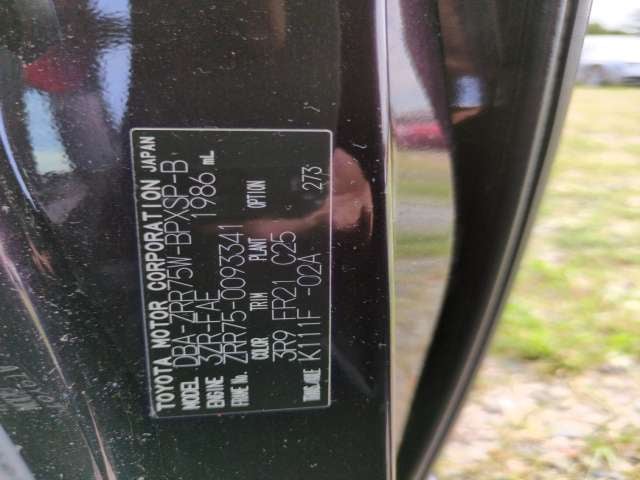 TOYOTA MOTOR CORPORATION JAPAN
MODEL DBA-ZRR75W-BPXSP-B
ENGINE 3ZR-FAE 1986 mL
FRAME No. ZRR75-0093341
COLOR TRIM PLANT OPTION
3R9 FR21 C25 273
TRANS./AXLE K111F -02A